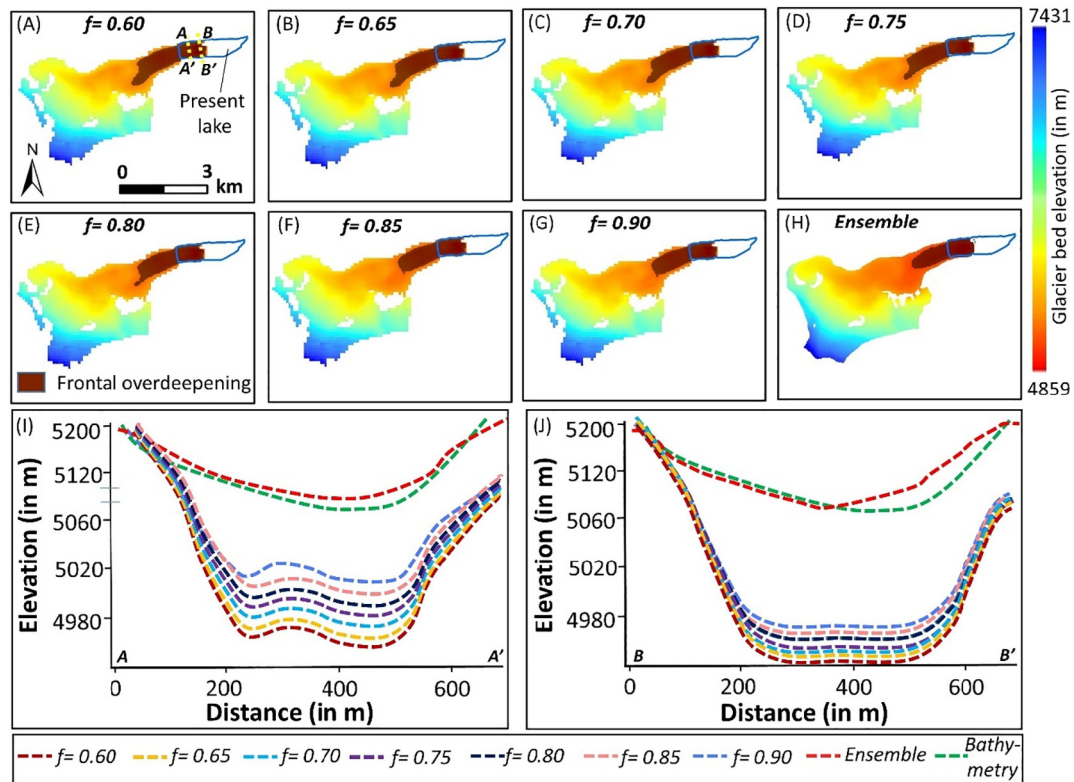 (A) f= 0.60
A B
A' B'
Present
lake
N
0 3
km
(B) f= 0.65
(C) f= 0.70
(D) f= 0.75
(E) f= 0.80
Frontal overdeepening
(F) f= 0.85
(G) f= 0.90
(H) Ensemble
7431
Glacier bed elevation (in m)
4859
(I)
Elevation (in m)
5200
5120
5060
5020
4980
A A'
0 200 400 600
Distance (in m)
(J)
Elevation (in m)
5200
5120
5060
5020
4980
B B'
0 200 400 600
Distance (in m)
f= 0.60 f= 0.65 f= 0.70 f= 0.75 f= 0.80 f= 0.85 f= 0.90 Ensemble Bathy-
metry